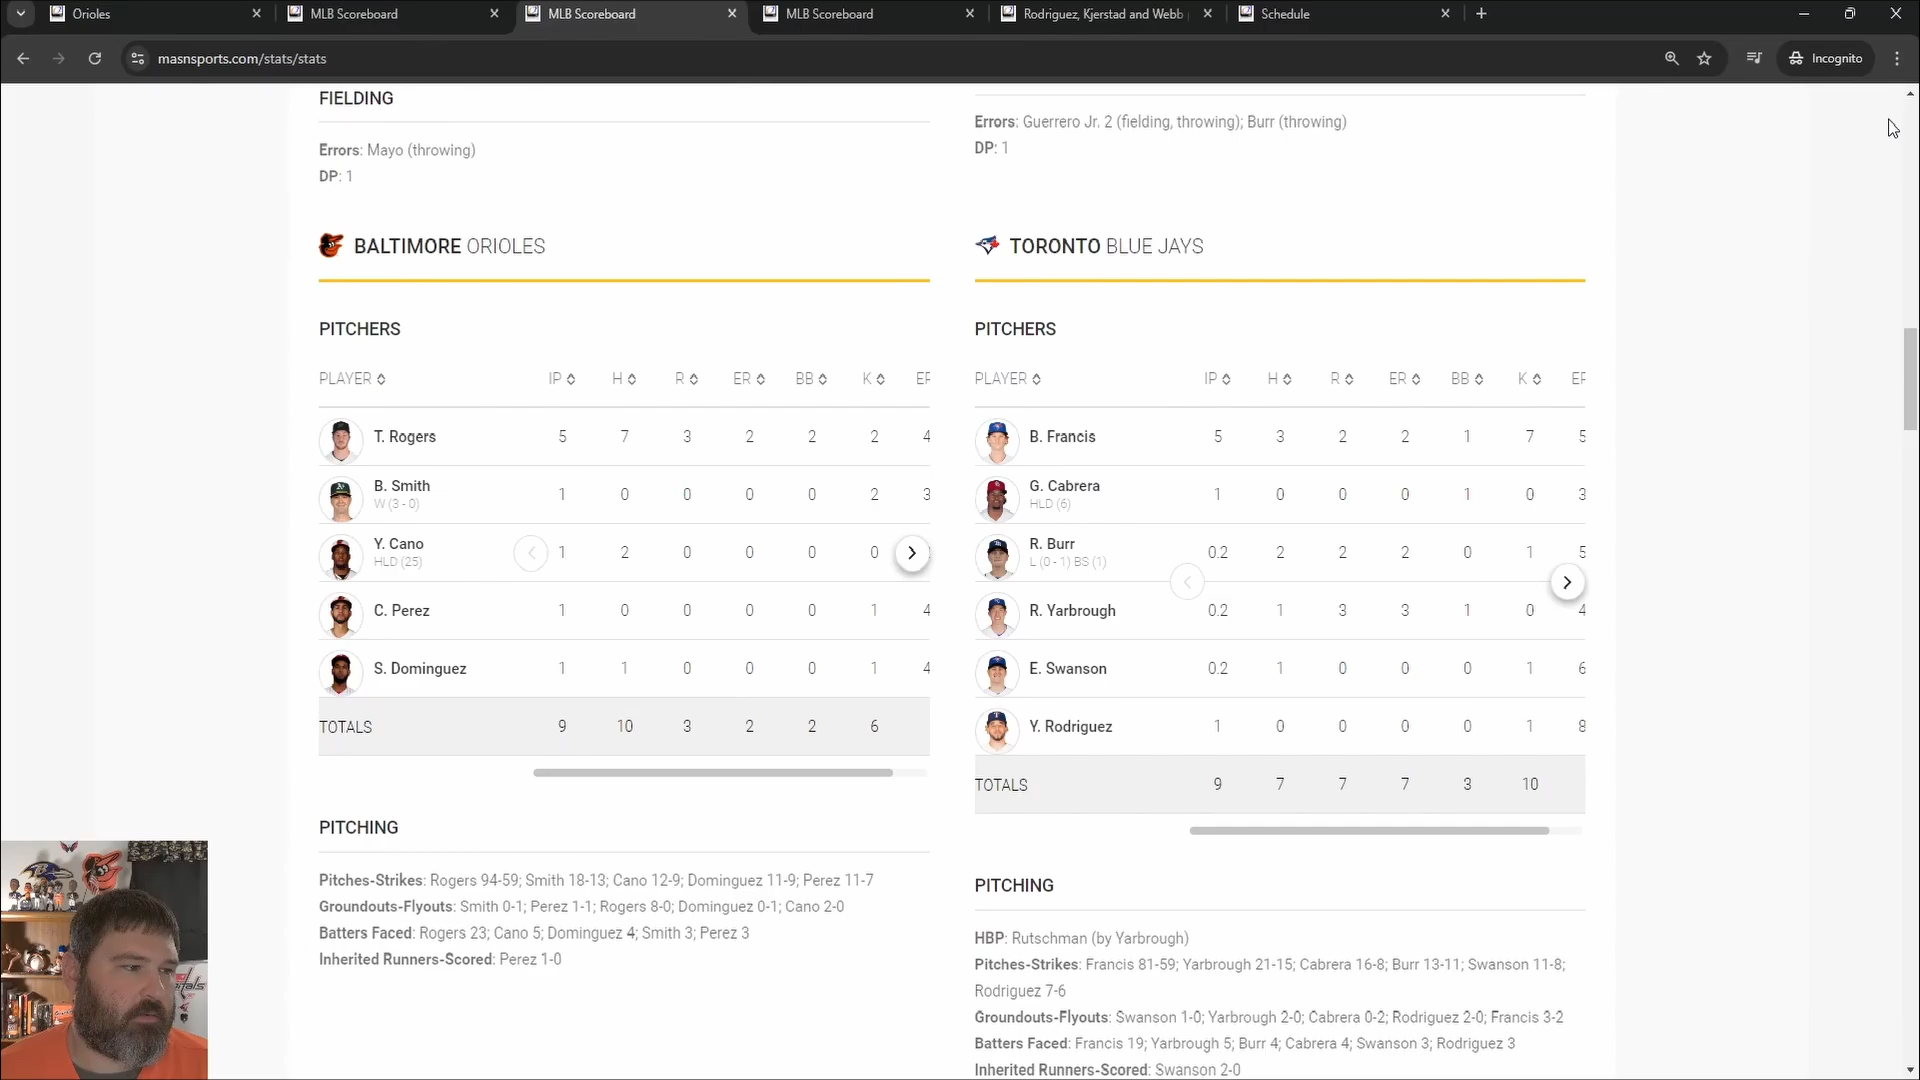 Orioles
MLB Scoreboard
MLB Scoreboard
MLB Scoreboard
Rodriguez, Kjerstad and Webb
Schedule
masnsports.com/stats/stats
Incognito
FIELDING
Errors: Mayo (throwing)
DP: 1
Errors: Guerrero Jr. 2 (fielding, throwing); Burr (throwing)
DP: 1
BALTIMORE ORIOLES
PITCHERS
PLAYER IP H R ER BB K ER
T. Rogers 5 7 3 2 2 2 4
B. Smith 1 0 0 0 0 2 3
W (3 - 0)
Y. Cano 1 2 0 0 0 0
HLD (25)
C. Perez 1 0 0 0 0 1 4
S. Dominguez 1 1 0 0 0 1 4
TOTALS 9 10 3 2 2 6
PITCHING
Pitches-Strikes: Rogers 94-59; Smith 18-13; Cano 12-9; Dominguez 11-9; Perez 11-7
Groundouts-Flyouts: Smith 0-1; Perez 1-1; Rogers 8-0; Dominguez 0-1; Cano 2-0
Batters Faced: Rogers 23; Cano 5; Dominguez 4; Smith 3; Perez 3
Inherited Runners-Scored: Perez 1-0
TORONTO BLUE JAYS
PITCHERS
PLAYER IP H R ER BB K ER
B. Francis 5 3 2 2 1 7 5
G. Cabrera 1 0 0 0 1 0 3
HLD (6)
R. Burr 0.2 2 2 2 0 1 5
L (0 - 1) BS (1)
R. Yarbrough 0.2 1 3 3 1 0 4
E. Swanson 0.2 1 0 0 0 1 6
Y. Rodriguez 1 0 0 0 0 1 8
TOTALS 9 7 7 7 3 10
PITCHING
HBP: Rutschman (by Yarbrough)
Pitches-Strikes: Francis 81-59; Yarbrough 21-15; Cabrera 16-8; Burr 13-11; Swanson 11-8;
Rodriguez 7-6
Groundouts-Flyouts: Swanson 1-0; Yarbrough 2-0; Cabrera 0-2; Rodriguez 2-0; Francis 3-2
Batters Faced: Francis 19; Yarbrough 5; Burr 4; Cabrera 4; Swanson 3; Rodriguez 3
Inherited Runners-Scored: Swanson 2-0